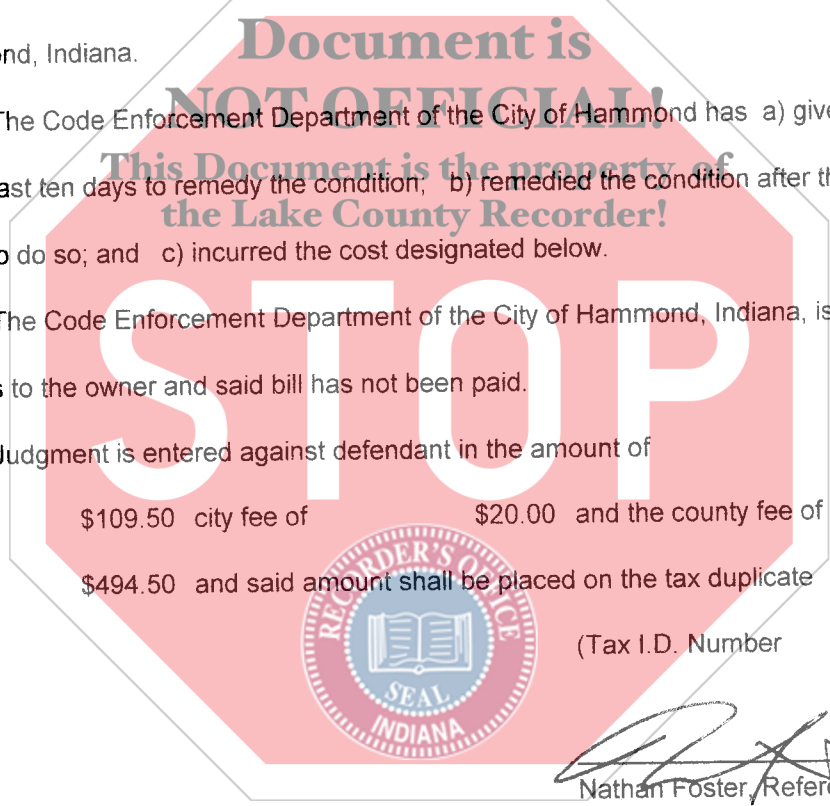 Document is
ond, Indiana.
NOT OFFICIAL!
The Code Enforcement Department of the City of Hammond has a) give
This Document is the property of
ast ten days to remedy the condition; b) remedied the condition after th
the Lake County Recorder!
o do so; and c) incurred the cost designated below.
STOP
The Code Enforcement Department of the City of Hammond, Indiana, is
s to the owner and said bill has not been paid.
Judgment is entered against defendant in the amount of
$109.50 city fee of $20.00 and the county fee of
$494.50 and said amount shall be placed on the tax duplicate
RECORDER'S OFFICE
(Tax I.D. Number
SEAL
INDIANA
Nathan Foster, Refere